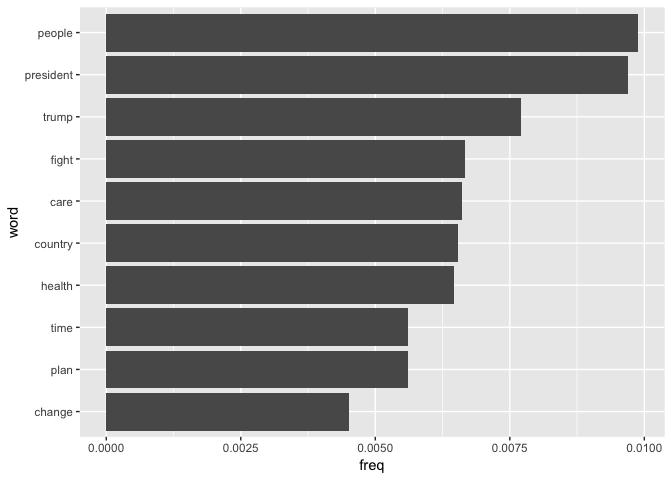 people
president
trump
fight
care
country
health
time
plan
change
word
0.0000 0.0025 0.0050 0.0075 0.0100
freq